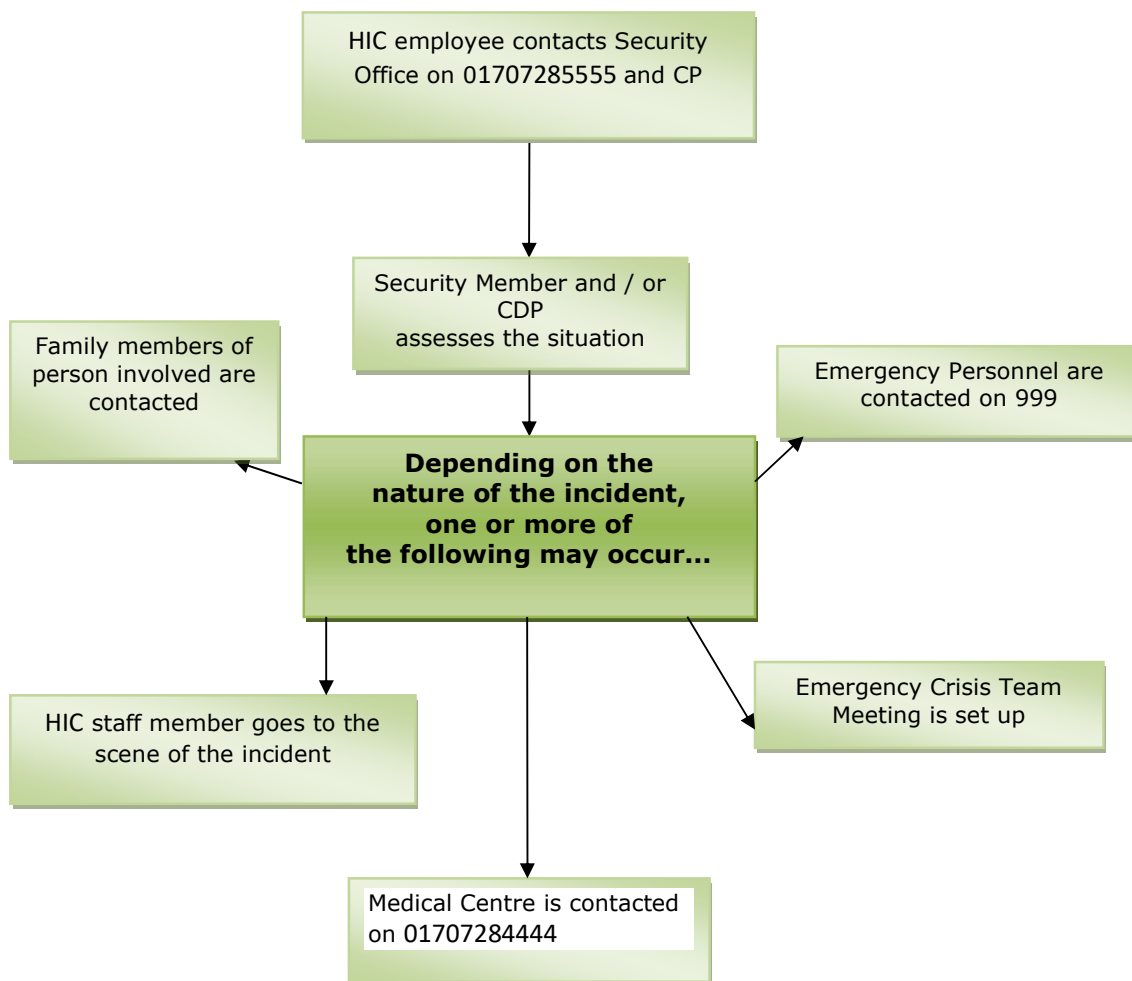 HIC employee contacts Security
Office on 01707285555 and CP
Security Member and / or
CDP
assesses the situation
Family members of
person involved are
contacted
Emergency Personnel are
contacted on 999
Depending on the
nature of the incident,
one or more of
the following may occur...
HIC staff member goes to the
scene of the incident
Emergency Crisis Team
Meeting is set up
Medical Centre is contacted
on 01707284444